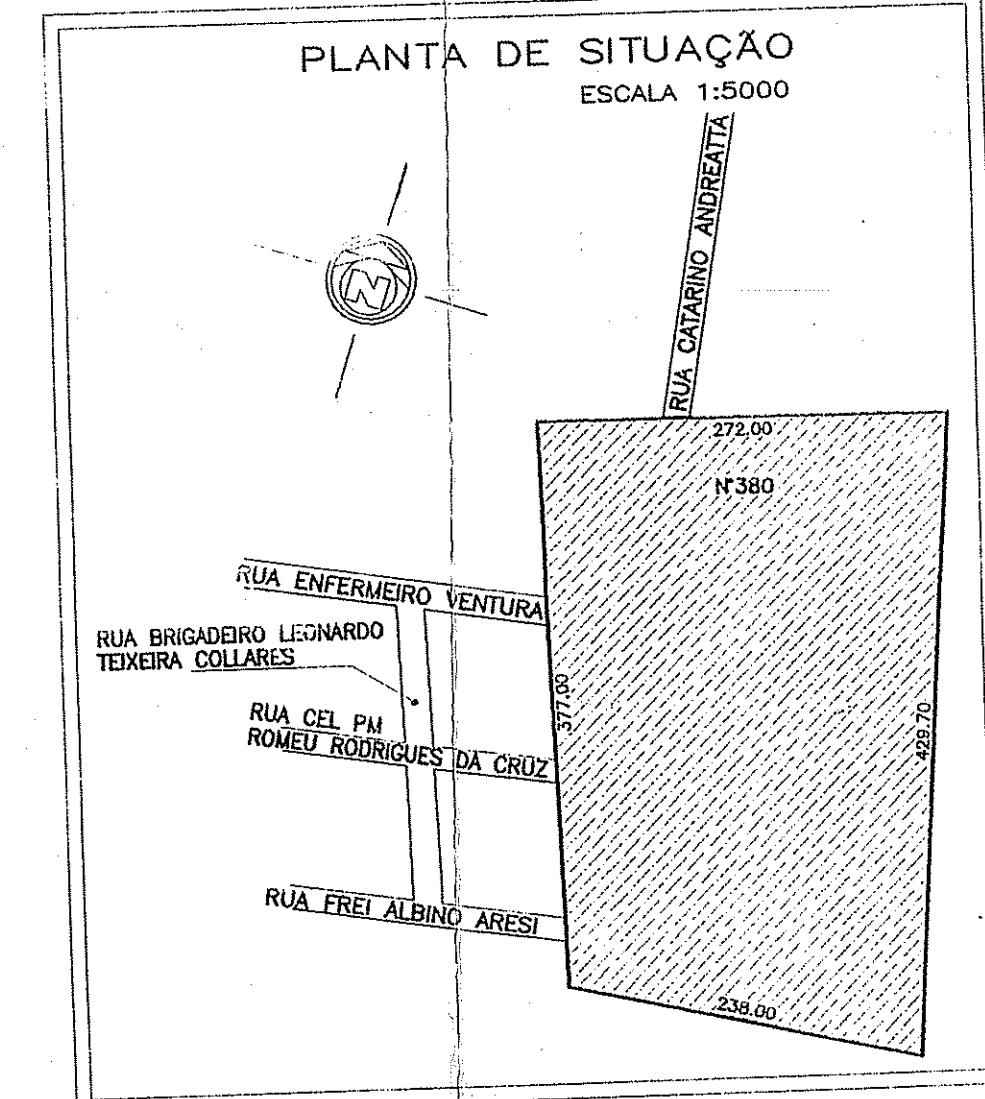 PLANTA DE SITUAÇÃO
ESCALA 1:5000
RUA CATARINO ANDREATTA
N
272.00
N°380
RUA ENFERMEIRO VENTURA
RUA BRIGADEIRO LEONARDO
TEIXEIRA COLLARES
377.00
429.70
RUA CEL PM
ROMEU RODRIGUES DA CRUZ
RUA FREI ALBINO ARESI
238.00